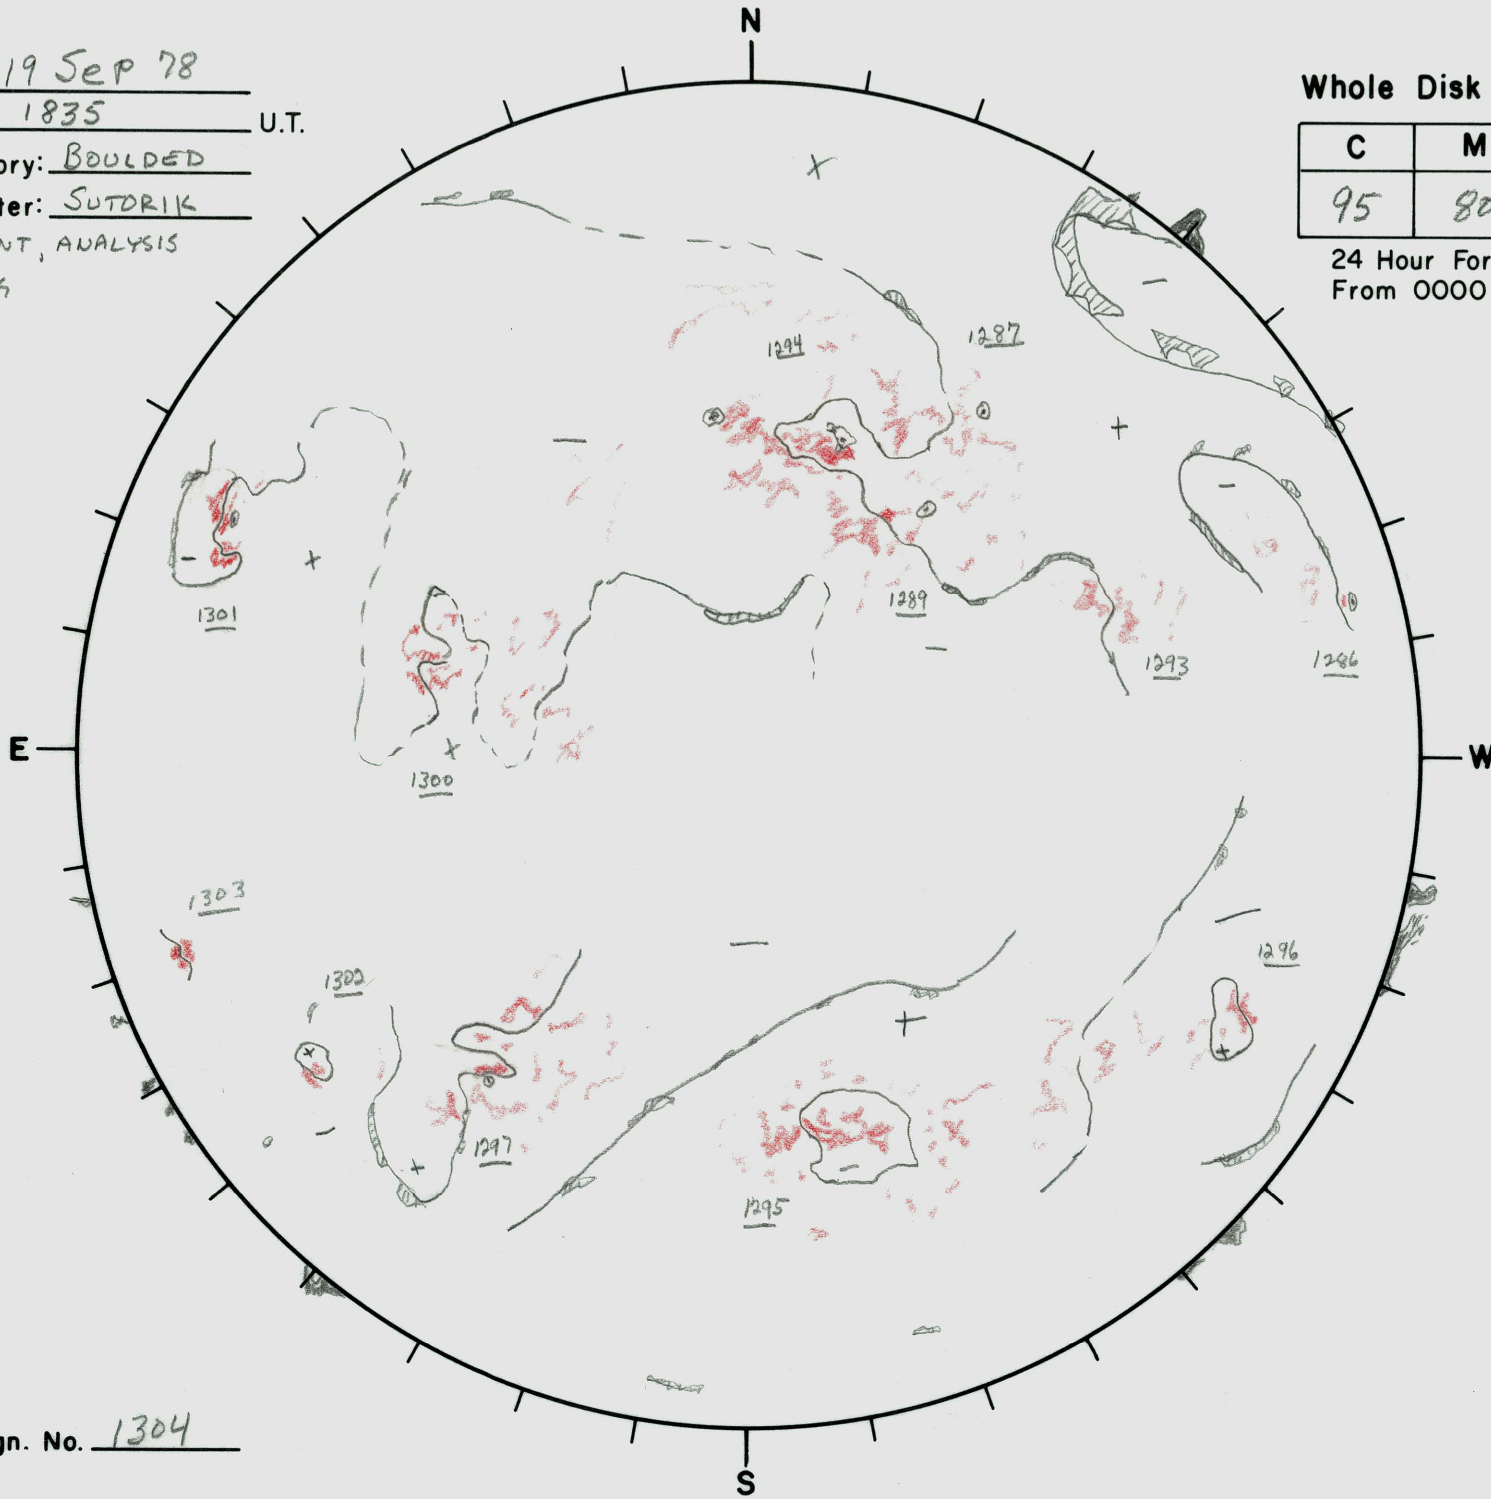 N
19 Sep 78
1835 U.T.
ory: BOULDED
ter: SUTORIK
NT, ANALYSIS
Whole Disk
C M
95 80
24 Hour For
From 0000
1294
1287
1301
1289
1293
1286
E
W
1300
1303
1296
1302
1297
1295
gn. No. 1304
S